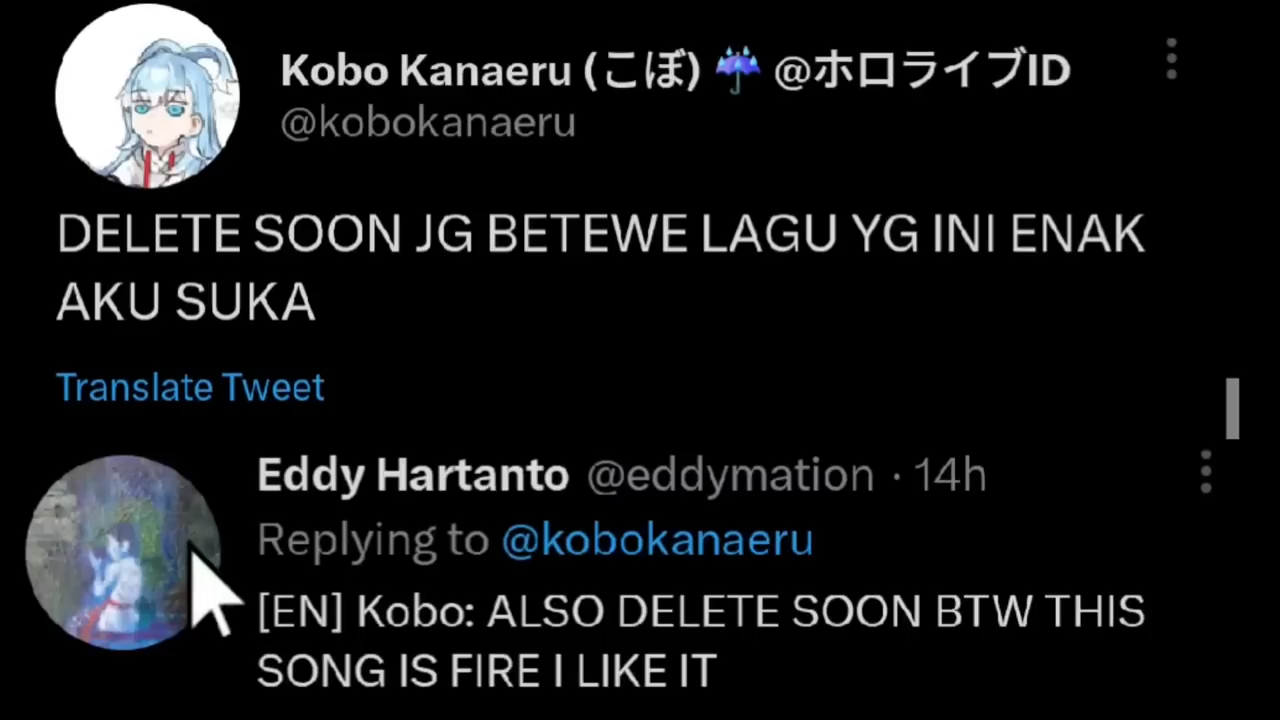 Kobo Kanaeru (こぼ) ☔ @ホロライブID
@kobokanaeru
DELETE SOON JG BETEWE LAGU YG INI ENAK
AKU SUKA
Translate Tweet
Eddy Hartanto @eddymation · 14h
Replying to @kobokanaeru
[EN] Kobo: ALSO DELETE SOON BTW THIS
SONG IS FIRE I LIKE IT